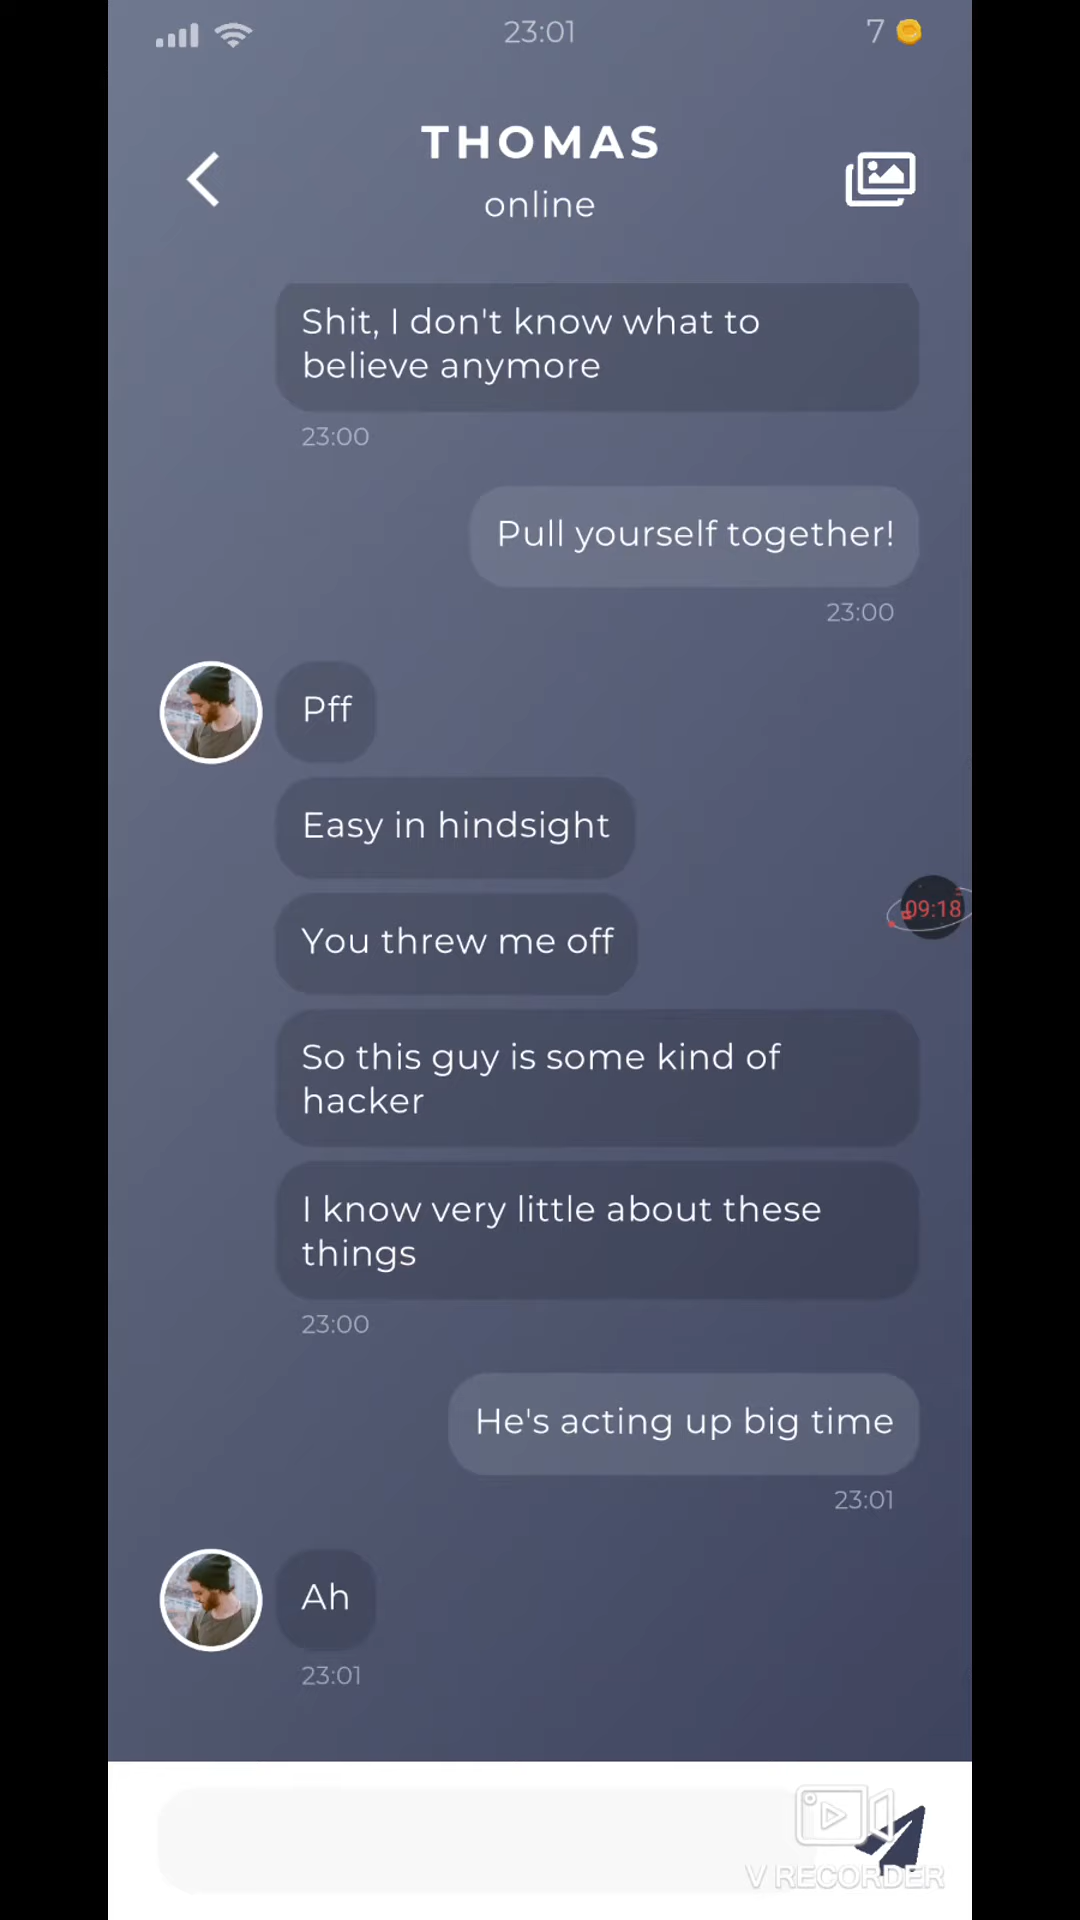 23:01
7
THOMAS
online
Shit, I don't know what to
believe anymore
23:00
Pull yourself together!
23:00
Pff
Easy in hindsight
You threw me off
09:18
So this guy is some kind of
hacker
I know very little about these
things
23:00
He's acting up big time
23:01
Ah
23:01
V RECORDER